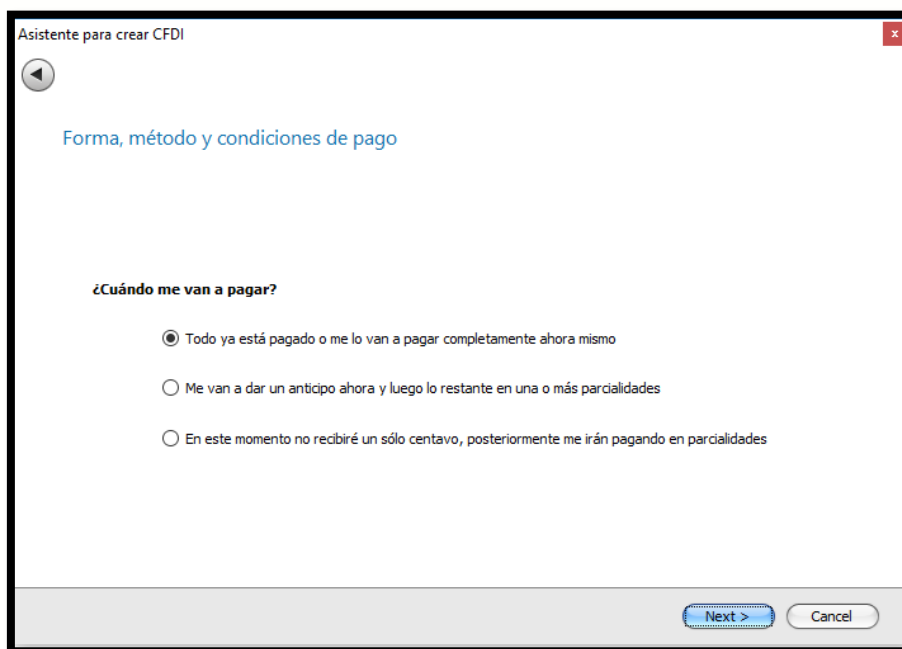 Asistente para crear CFDI
x
Forma, método y condiciones de pago
¿Cuándo me van a pagar?
Todo ya está pagado o me lo van a pagar completamente ahora mismo
Me van a dar un anticipo ahora y luego lo restante en una o más parcialidades
En este momento no recibiré un sólo centavo, posteriormente me irán pagando en parcialidades
Next > Cancel